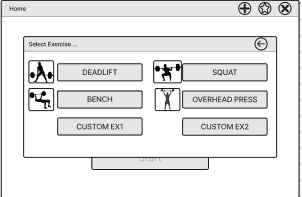 Home
Select Exercise ...
DEADLIFT
SQUAT
BENCH
OVERHEAD PRESS
CUSTOM EX1
CUSTOM EX2
Start